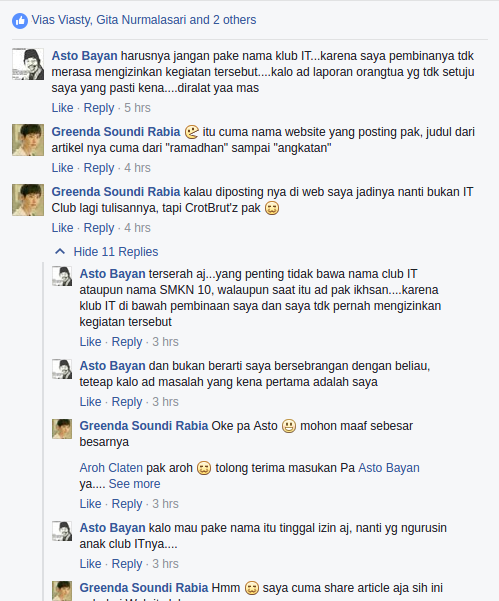 Vias Viasty, Gita Nurmalasari and 2 others
Asto Bayan harusnya jangan pake nama klub IT...karena saya pembinanya tdk
merasa mengizinkan kegiatan tersebut....kalo ad laporan orangtua yg tdk setuju
saya yang pasti kena....diralat yaa mas
Like · Reply · 5 hrs
Greenda Soundi Rabia itu cuma nama website yang posting pak, judul dari
artikel nya cuma dari "ramadhan" sampai "angkatan"
Like · Reply · 4 hrs
Greenda Soundi Rabia kalau diposting nya di web saya jadinya nanti bukan IT
Club lagi tulisannya, tapi CrotBrut'z pak
Like · Reply · 4 hrs
Hide 11 Replies
Asto Bayan terserah aj...yang penting tidak bawa nama club IT
ataupun nama SMKN 10, walaupun saat itu ad pak ikhsan....karena
klub IT di bawah pembinaan saya dan saya tdk pernah mengizinkan
kegiatan tersebut
Like · Reply · 3 hrs
Asto Bayan dan bukan berarti saya bersebrangan dengan beliau,
teteap kalo ad masalah yang kena pertama adalah saya
Like · Reply · 3 hrs
Greenda Soundi Rabia Oke pa Asto mohon maaf sebesar
besarnya
Aroh Claten pak aroh tolong terima masukan Pa Asto Bayan
ya.... See more
Like · Reply · 3 hrs
Asto Bayan kalo mau pake nama itu tinggal izin aj, nanti yg ngurusin
anak club ITnya....
Like · Reply · 3 hrs
Greenda Soundi Rabia Hmm saya cuma share article aja sih ini